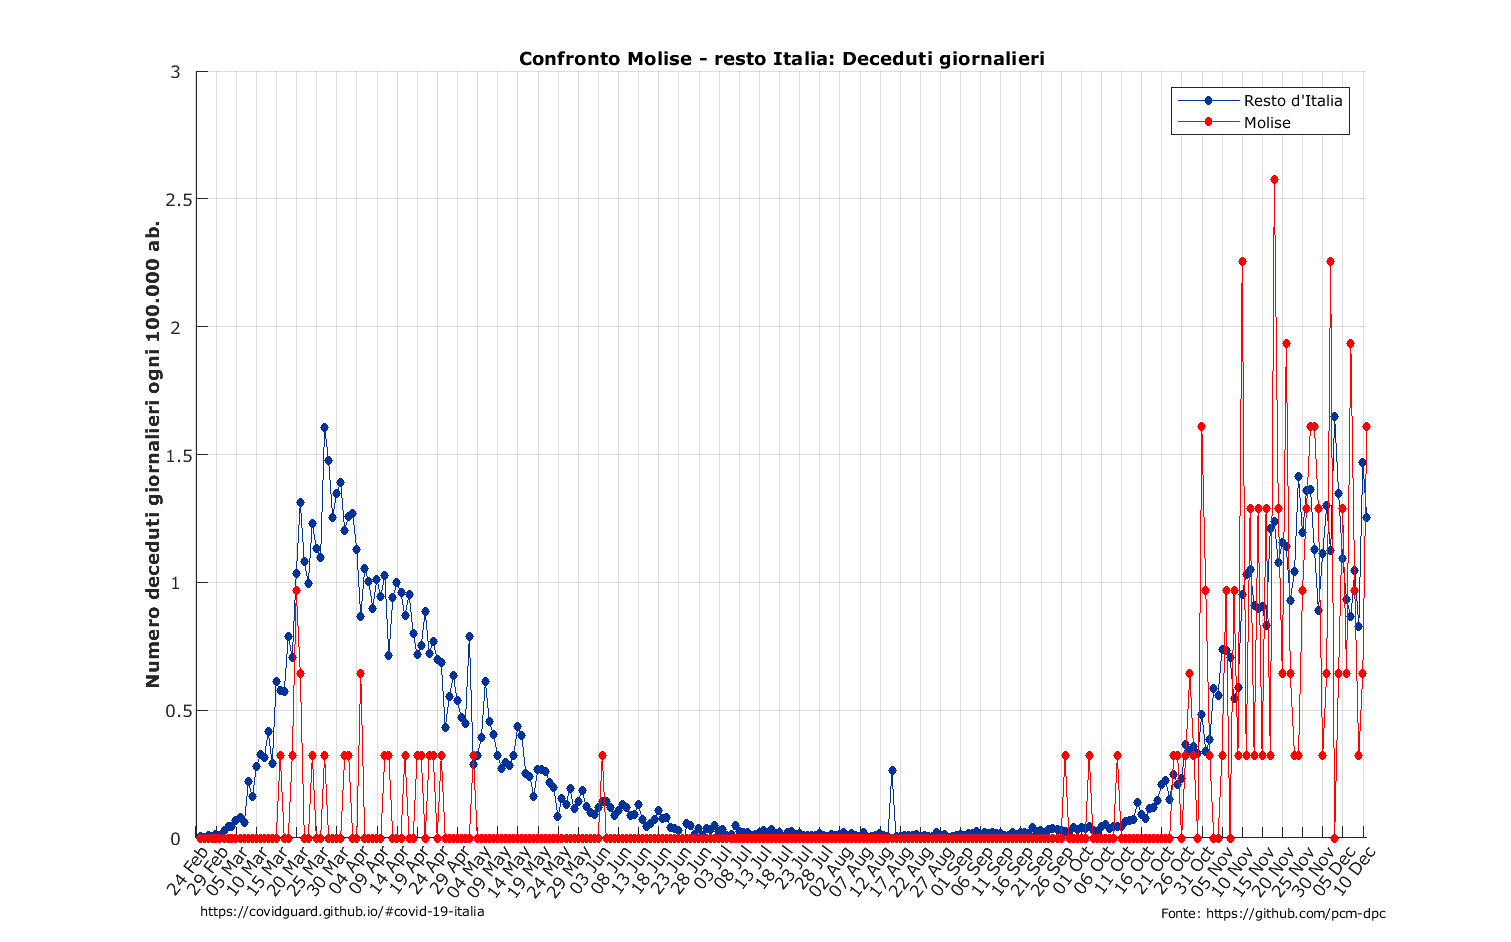 Confronto Molise - resto Italia: Deceduti giornalieri
Resto d'Italia
Molise
Numero deceduti giornalieri ogni 100.000 ab.
3
2.5
2
1.5
1
0.5
0
24 Feb
29 Feb
05 Mar
10 Mar
15 Mar
20 Mar
25 Mar
30 Mar
04 Apr
09 Apr
14 Apr
19 Apr
24 Apr
29 Apr
04 May
09 May
14 May
19 May
24 May
29 May
03 Jun
08 Jun
13 Jun
18 Jun
23 Jun
28 Jun
03 Jul
08 Jul
13 Jul
18 Jul
23 Jul
28 Jul
02 Aug
07 Aug
12 Aug
17 Aug
22 Aug
27 Aug
01 Sep
06 Sep
11 Sep
16 Sep
21 Sep
26 Sep
01 Oct
06 Oct
11 Oct
16 Oct
21 Oct
26 Oct
31 Oct
05 Nov
10 Nov
15 Nov
20 Nov
25 Nov
30 Nov
05 Dec
10 Dec
https://covidguard.github.io/#covid-19-italia
Fonte: https://github.com/pcm-dpc